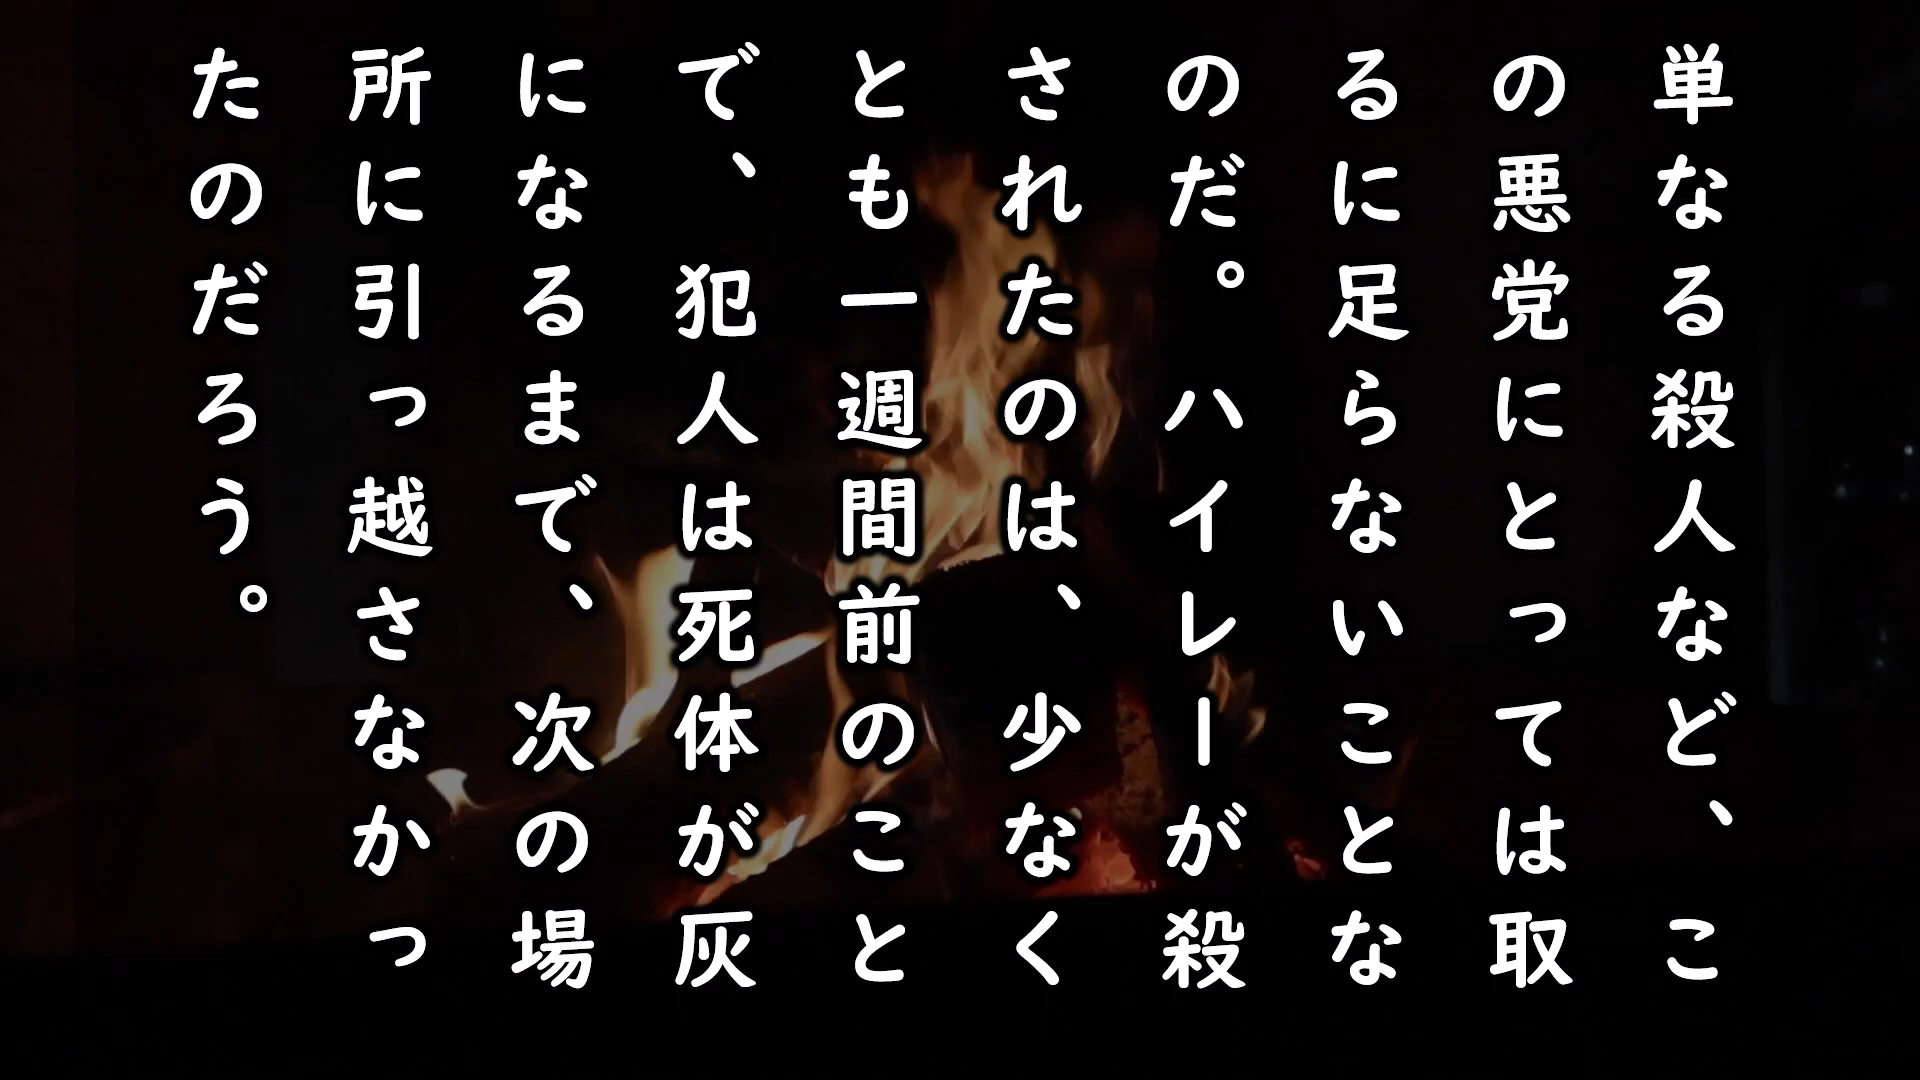 単なる殺人など、こ
の悪党にとっては取
るに足らないことな
のだ。ハイレーが殺
されたのは、少なく
とも一週間前のこと
で、犯人は死体が灰
になるまで、次の場
所に引っ越さなかっ
たのだろう。